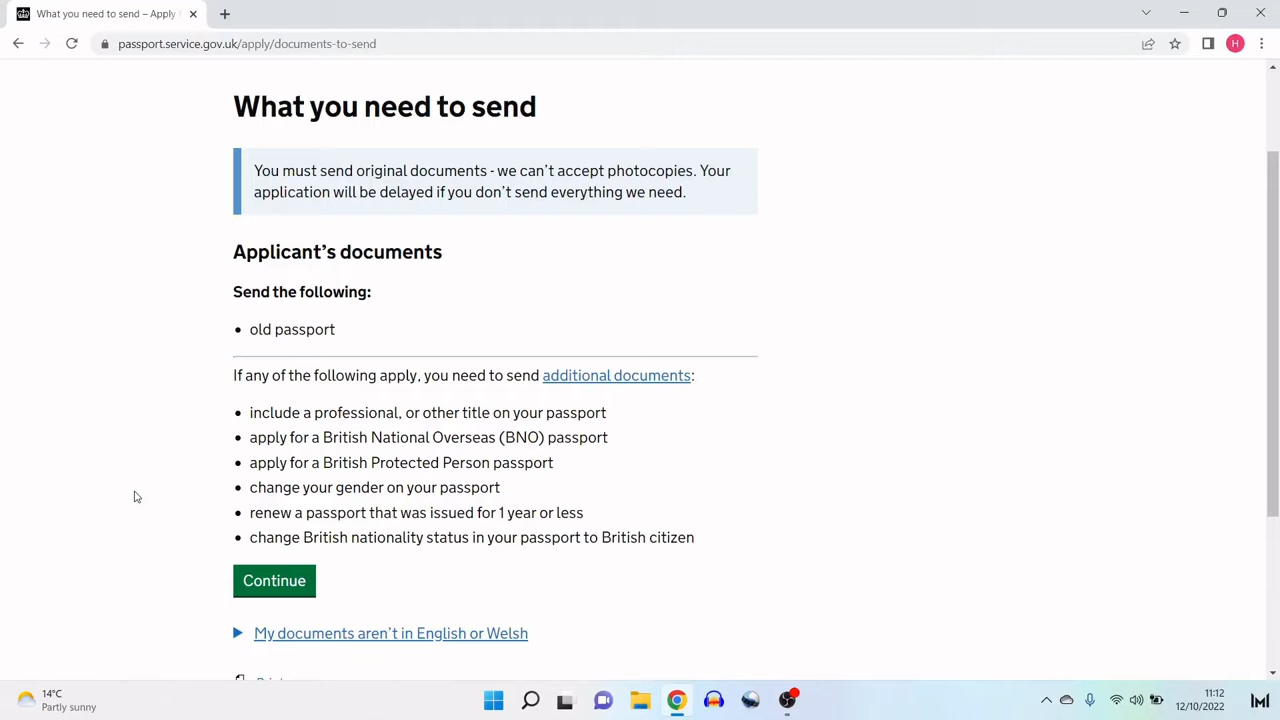 What you need to send – Apply
passport.service.gov.uk/apply/documents-to-send
H
What you need to send
You must send original documents - we can't accept photocopies. Your
application will be delayed if you don't send everything we need.
Applicant's documents
Send the following:
• old passport
If any of the following apply, you need to send additional documents:
• include a professional, or other title on your passport
• apply for a British National Overseas (BNO) passport
• apply for a British Protected Person passport
• change your gender on your passport
• renew a passport that was issued for 1 year or less
• change British nationality status in your passport to British citizen
Continue
My documents aren't in English or Welsh
14°C
Partly sunny
11:12
12/10/2022